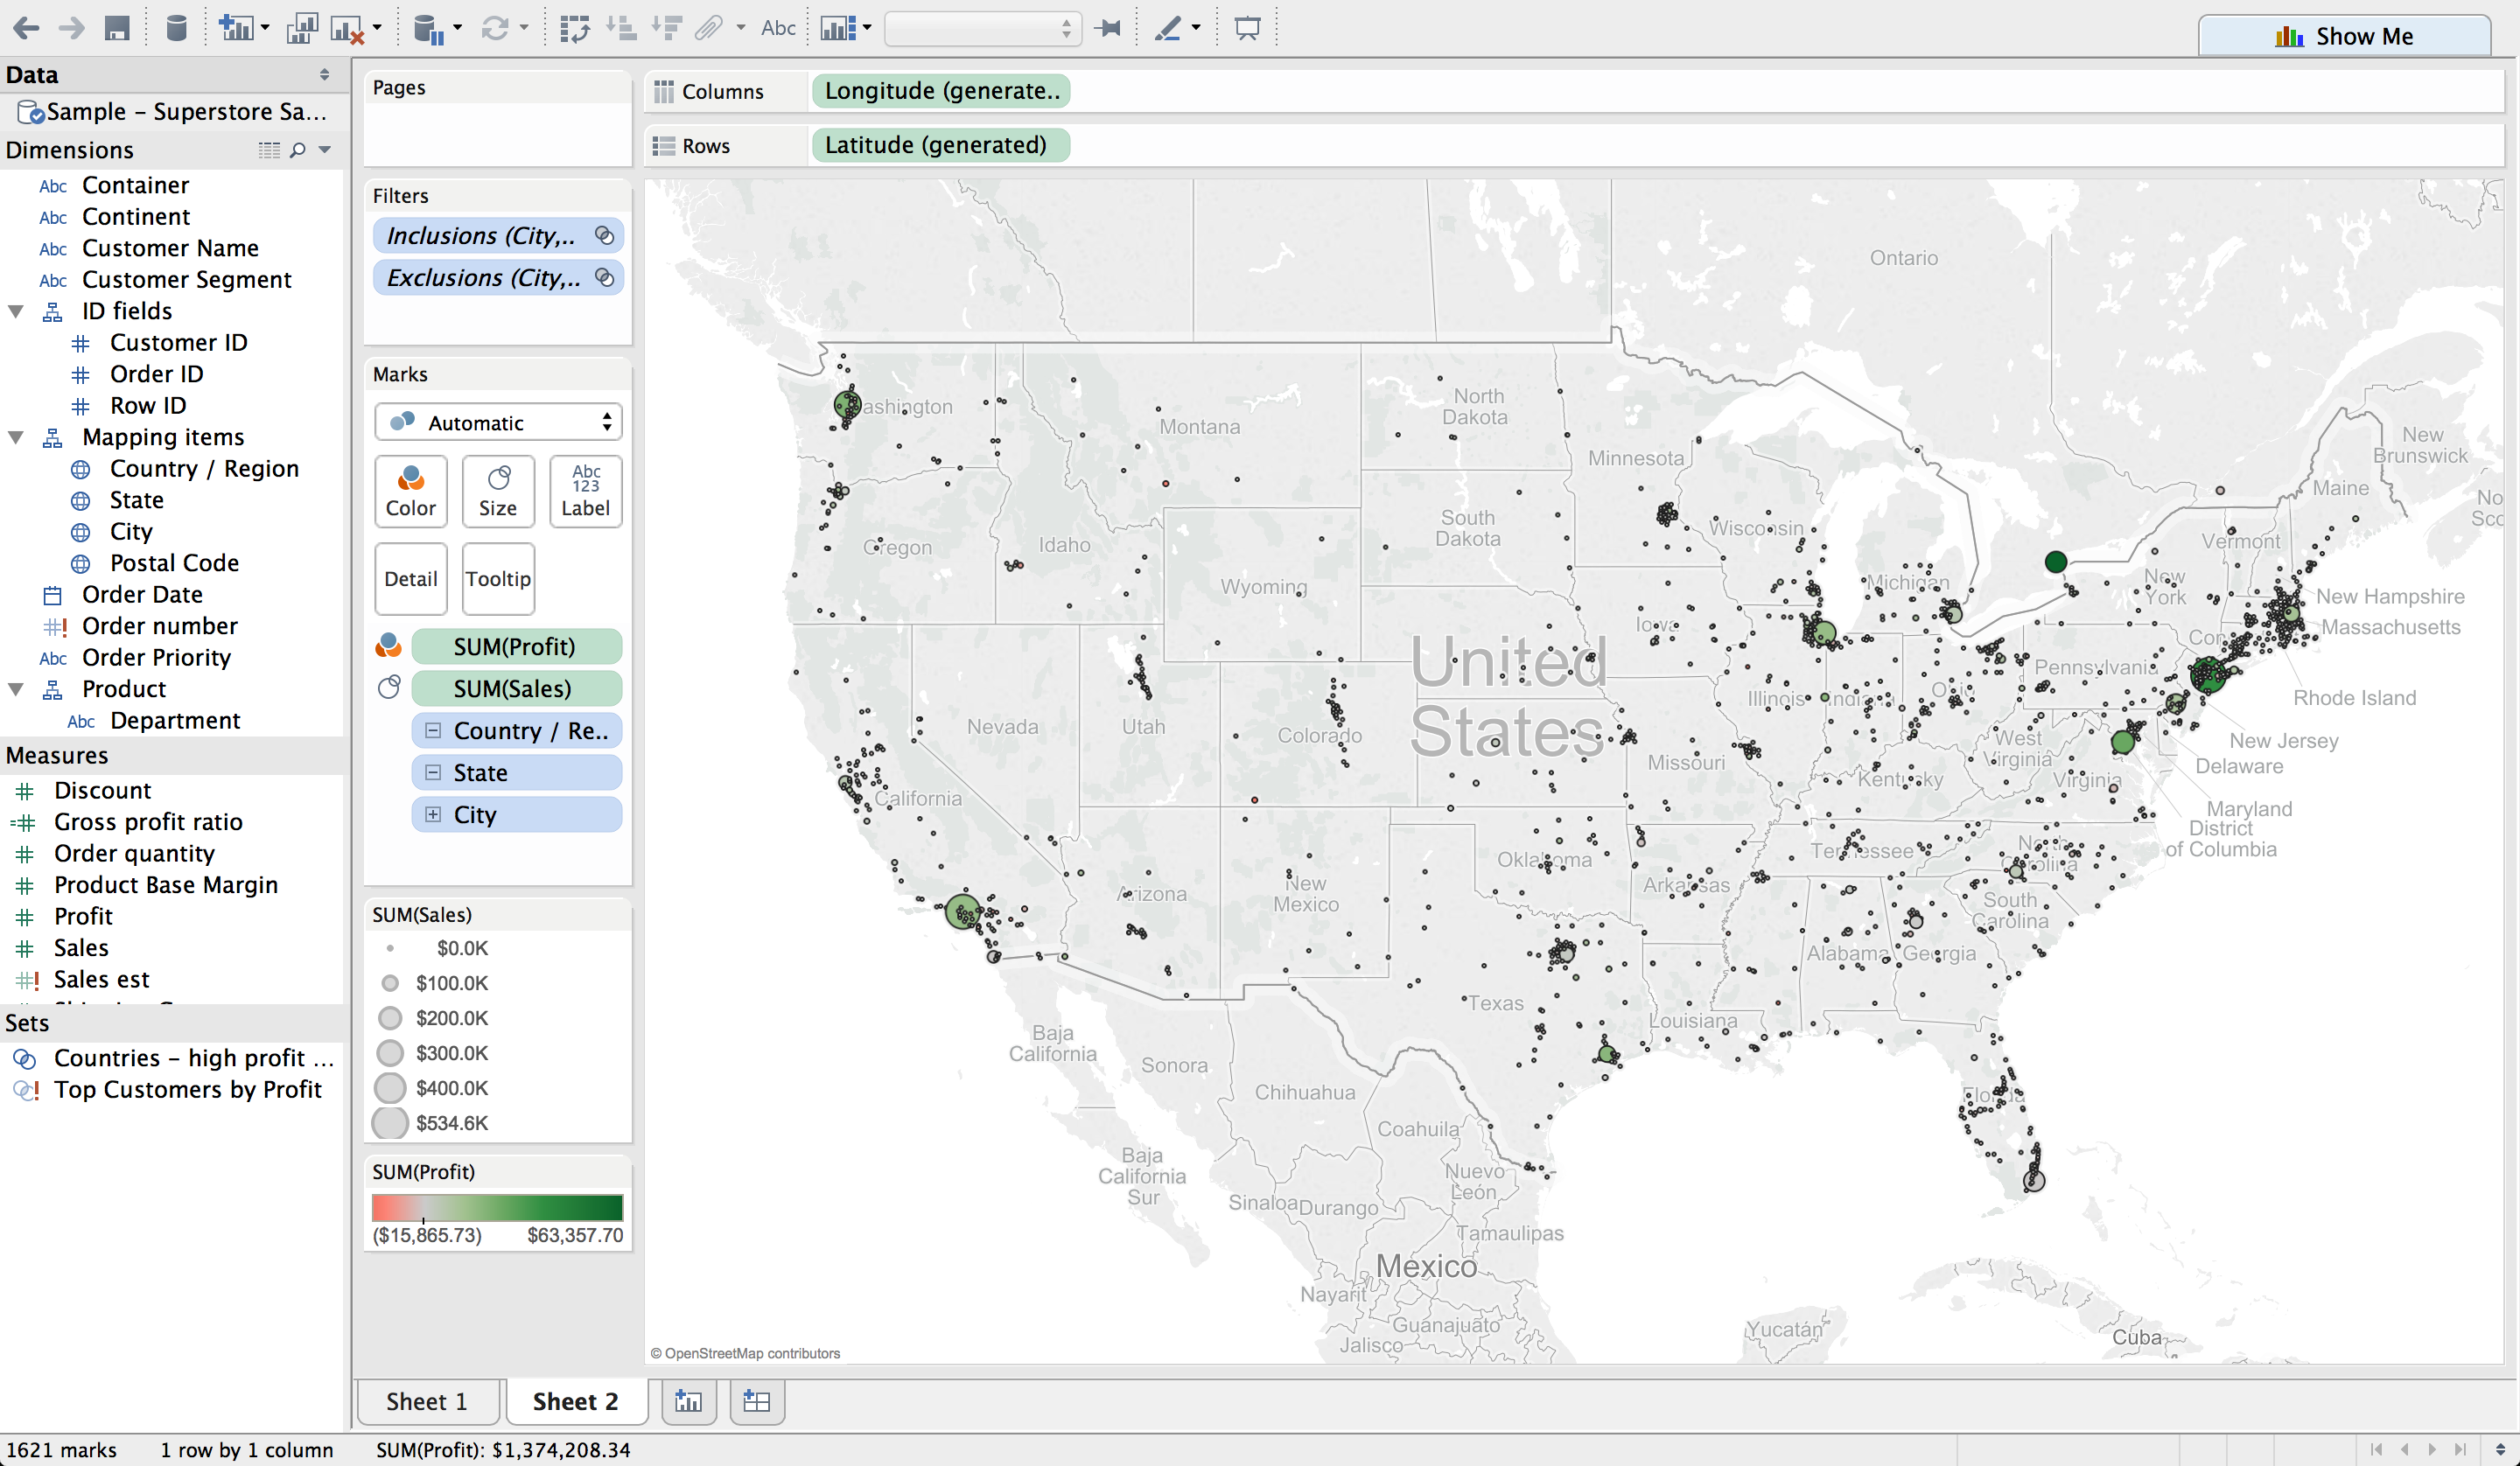 Abc
Show Me
Data
Sample – Superstore Sa...
Dimensions
Abc Container
Abc Continent
Abc Customer Name
Abc Customer Segment
ID fields
# Customer ID
# Order ID
# Row ID
Mapping items
Country / Region
State
City
Postal Code
Order Date
#! Order number
Abc Order Priority
Product
Abc Department
Measures
# Discount
=# Gross profit ratio
# Order quantity
# Product Base Margin
# Profit
# Sales
#! Sales est
Sets
Countries – high profit ...
Top Customers by Profit
Pages
Filters
Inclusions (City,..
Exclusions (City,..
Marks
Automatic
Color
Size
Abc
123
Label
Detail
Tooltip
SUM(Profit)
SUM(Sales)
Country / Re..
State
City
SUM(Sales)
$0.0K
$100.0K
$200.0K
$300.0K
$400.0K
$534.6K
SUM(Profit)
($15,865.73) $63,357.70
Columns Longitude (generate..
Rows Latitude (generated)
Ontario
ashington
Montana
North
Dakota
Minnesota
New
Brunswick
Maine
No
Sco
Oregon
Idaho
South
Dakota
Wisconsin
Vermont
Wyoming
Michigan
New
York
New Hampshire
Massachusetts
Iowa
Con
United
States
Pennsylvani
Rhode Island
Nevada
Utah
Colorado
Illinois
Indi
West
Virginia
New Jersey
Delaware
California
Missouri
Kentucky
Virginia
Maryland
District
of Columbia
Arizona
New
Mexico
Oklahoma
Arkansas
Tennessee
North
Carolina
South
Carolina
Alabama
Georgia
Texas
Louisiana
Florida
Baja
California
Sonora
Chihuahua
Coahuila
Baja
California
Sur
Nuevo
León
Sinaloa
Durango
Tamaulipas
Mexico
Nayarit
Guanajuato
Jalisco
Yucatán
Cuba
© OpenStreetMap contributors
Sheet 1
Sheet 2
1621 marks 1 row by 1 column SUM(Profit): $1,374,208.34